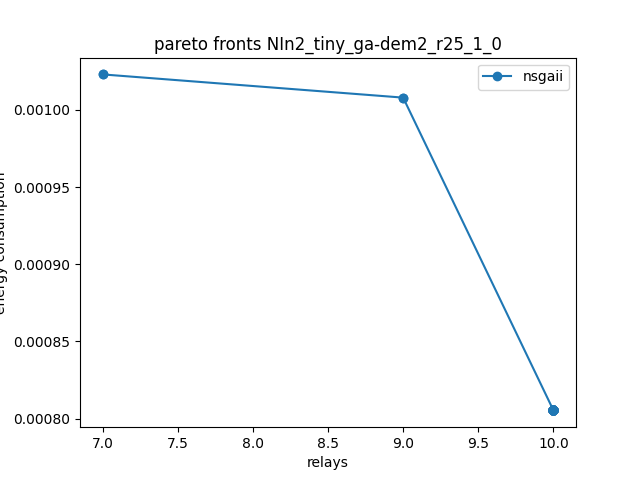 pareto fronts NIn2_tiny_ga-dem2_r25_1_0
nsgaii
0.00100
0.00095
0.00090
0.00085
0.00080
energy consumption
7.0 7.5 8.0 8.5 9.0 9.5 10.0
relays